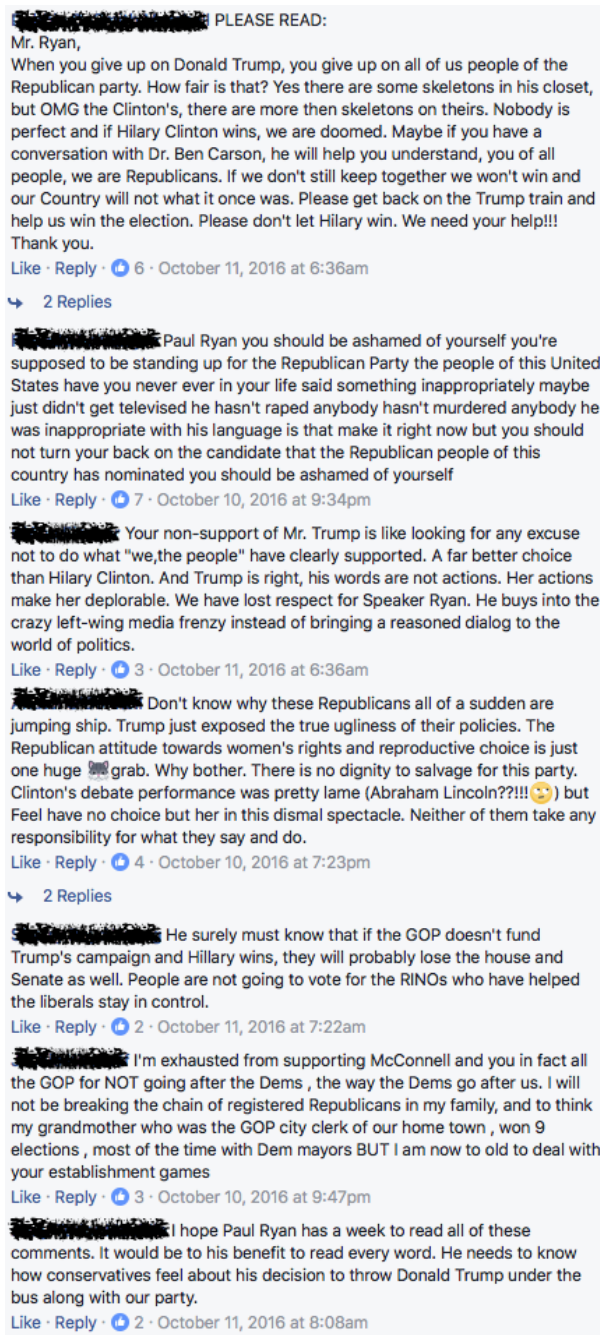 PLEASE READ:
Mr. Ryan,
When you give up on Donald Trump, you give up on all of us people of the
Republican party. How fair is that? Yes there are some skeletons in his closet,
but OMG the Clinton's, there are more then skeletons on theirs. Nobody is
perfect and if Hilary Clinton wins, we are doomed. Maybe if you have a
conversation with Dr. Ben Carson, he will help you understand, you of all
people, we are Republicans. If we don't still keep together we won't win and
our Country will not what it once was. Please get back on the Trump train and
help us win the election. Please don't let Hilary win. We need your help!!!
Thank you.
Like · Reply · 6 · October 11, 2016 at 6:36am
2 Replies
Paul Ryan you should be ashamed of yourself you're
supposed to be standing up for the Republican Party the people of this United
States have you never ever in your life said something inappropriately maybe
just didn't get televised he hasn't raped anybody hasn't murdered anybody he
was inappropriate with his language is that make it right now but you should
not turn your back on the candidate that the Republican people of this
country has nominated you should be ashamed of yourself
Like · Reply · 7 · October 10, 2016 at 9:34pm
Your non-support of Mr. Trump is like looking for any excuse
not to do what "we,the people" have clearly supported. A far better choice
than Hilary Clinton. And Trump is right, his words are not actions. Her actions
make her deplorable. We have lost respect for Speaker Ryan. He buys into the
crazy left-wing media frenzy instead of bringing a reasoned dialog to the
world of politics.
Like · Reply · 3 · October 11, 2016 at 6:36am
Don't know why these Republicans all of a sudden are
jumping ship. Trump just exposed the true ugliness of their policies. The
Republican attitude towards women's rights and reproductive choice is just
one huge 🐱grab. Why bother. There is no dignity to salvage for this party.
Clinton's debate performance was pretty lame (Abraham Lincoln??!!!🙄) but
Feel have no choice but her in this dismal spectacle. Neither of them take any
responsibility for what they say and do.
Like · Reply · 4 · October 10, 2016 at 7:23pm
2 Replies
He surely must know that if the GOP doesn't fund
Trump's campaign and Hillary wins, they will probably lose the house and
Senate as well. People are not going to vote for the RINOs who have helped
the liberals stay in control.
Like · Reply · 2 · October 11, 2016 at 7:22am
I'm exhausted from supporting McConnell and you in fact all
the GOP for NOT going after the Dems , the way the Dems go after us. I will
not be breaking the chain of registered Republicans in my family, and to think
my grandmother who was the GOP city clerk of our home town , won 9
elections , most of the time with Dem mayors BUT I am now to old to deal with
your establishment games
Like · Reply · 3 · October 10, 2016 at 9:47pm
I hope Paul Ryan has a week to read all of these
comments. It would be to his benefit to read every word. He needs to know
how conservatives feel about his decision to throw Donald Trump under the
bus along with our party.
Like · Reply · 2 · October 11, 2016 at 8:08am